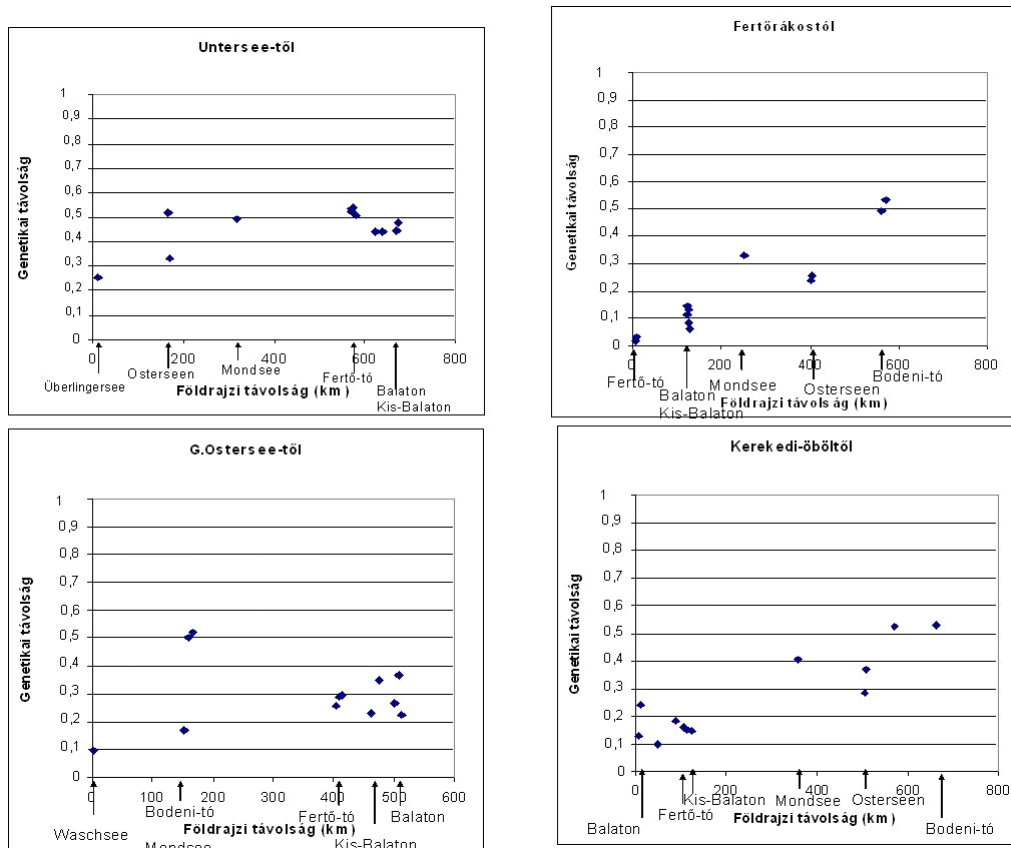 Untersee-től
1
0,9
0,8
0,7
0,6
0,5
0,4
0,3
0,2
0,1
0
Genetikai távolság
0 200 400 600 800
Überlingersee
Osterseen
Mondsee
Fertő-tó
Balaton
Kis-Balaton
Földrajzi távolság (km)
Fertőrákostól
1
0,9
0,8
0,7
0,6
0,5
0,4
0,3
0,2
0,1
0
Genetikai távolság
0 200 400 600 800
Fertő-tó
Balaton
Kis-Balaton
Mondsee
Osterseen
Bodeni-tó
Földrajzi távolság (km)
G.Ostersee-től
1
0,9
0,8
0,7
0,6
0,5
0,4
0,3
0,2
0,1
0
Genetikai távolság
0 100 200 300 400 500 600
Waschsee
Bodeni-tó
Mondsee
Fertő-tó
Kis-Balaton
Balaton
Földrajzi távolság (km)
Kerekedi-öböltől
1
0,9
0,8
0,7
0,6
0,5
0,4
0,3
0,2
0,1
0
Genetikai távolság
0 200 400 600 800
Balaton
Fertő-tó
Kis-Balaton
Mondsee
Osterseen
Bodeni-tó
Földrajzi távolság (km)